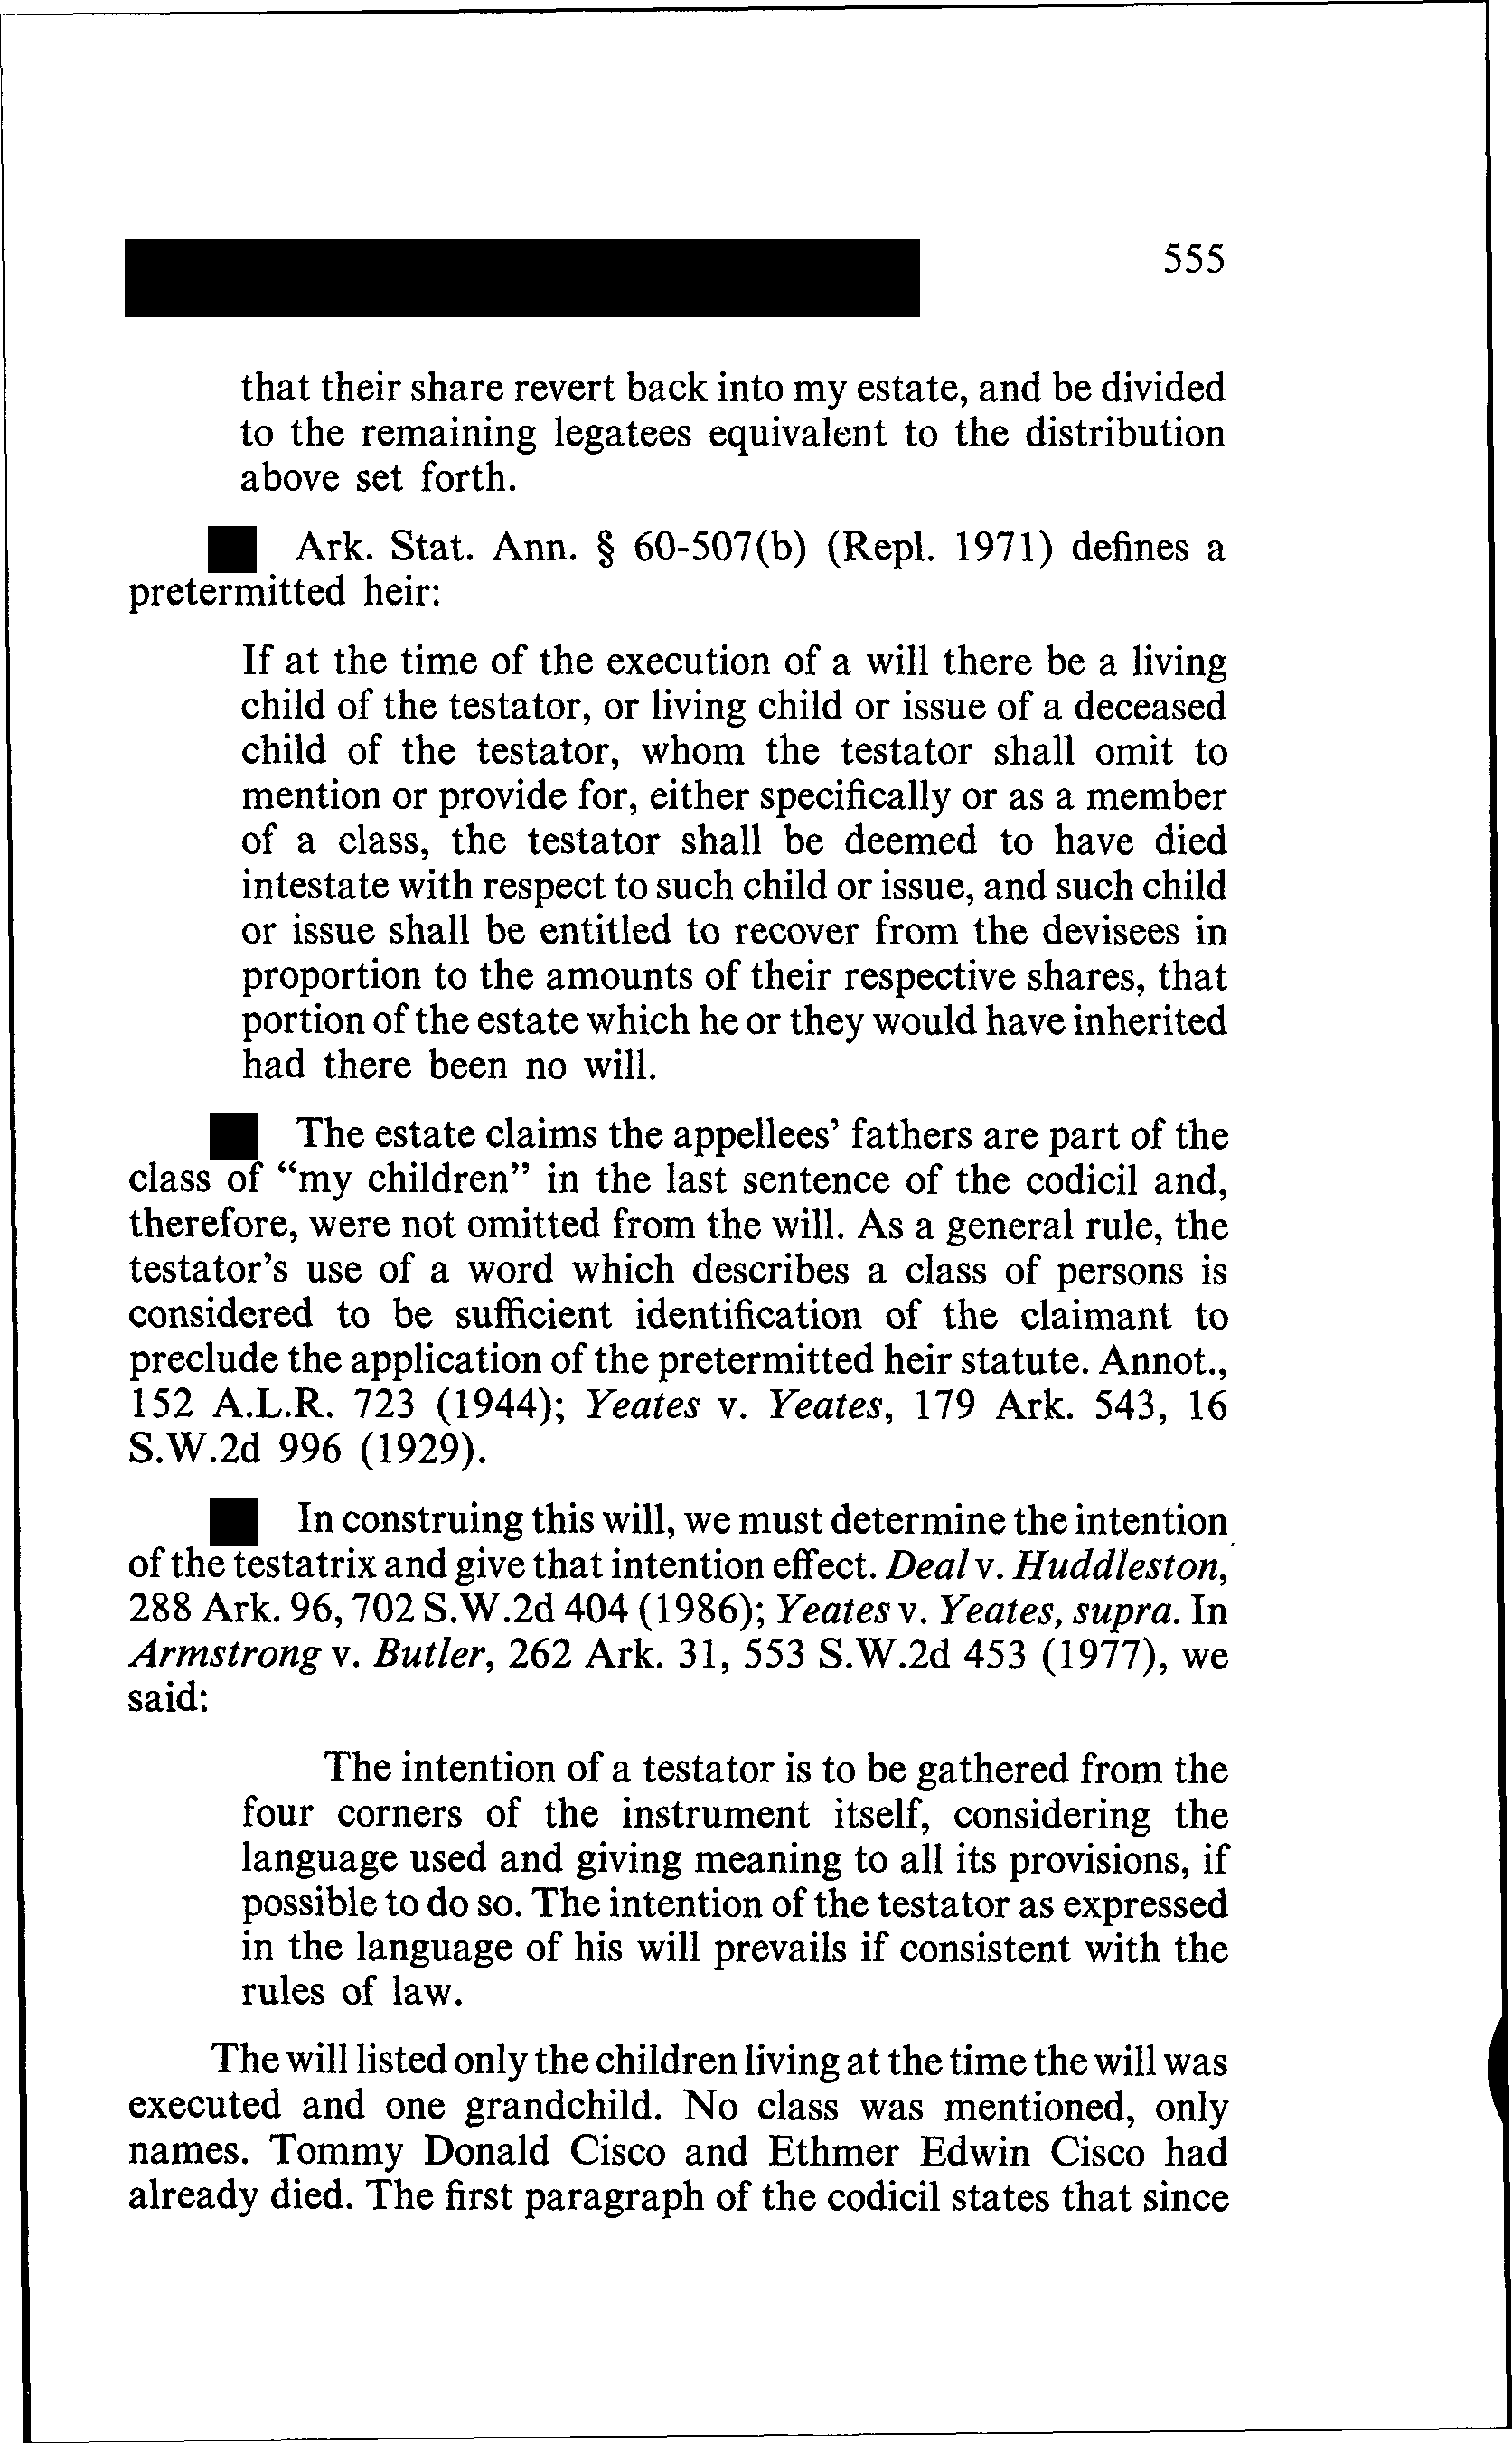 555
that their share revert back into my estate, and be divided
to the remaining legatees equivalent to the distribution
above set forth.
Ark. Stat. Ann. § 60-507(b) (Repl. 1971) defines a
pretermitted heir:
If at the time of the execution of a will there be a living
child of the testator, or living child or issue of a deceased
child of the testator, whom the testator shall omit to
mention or provide for, either specifically or as a member
of a class, the testator shall be deemed to have died
intestate with respect to such child or issue, and such child
or issue shall be entitled to recover from the devisees in
proportion to the amounts of their respective shares, that
portion of the estate which he or they would have inherited
had there been no will.
The estate claims the appellees’ fathers are part of the
class of “my children” in the last sentence of the codicil and,
therefore, were not omitted from the will. As a general rule, the
testator’s use of a word which describes a class of persons is
considered to be sufficient identification of the claimant to
preclude the application of the pretermitted heir statute. Annot.,
152 A.L.R. 723 (1944); Yeates v. Yeates, 179 Ark. 543, 16
S.W.2d 996 (1929).
In construing this will, we must determine the intention
of the testatrix and give that intention effect. Deal v. Huddleston,
288 Ark. 96, 702 S.W.2d 404 (1986); Yeates v. Yeates, supra. In
Armstrong v. Butler, 262 Ark. 31, 553 S.W.2d 453 (1977), we
said:
The intention of a testator is to be gathered from the
four corners of the instrument itself, considering the
language used and giving meaning to all its provisions, if
possible to do so. The intention of the testator as expressed
in the language of his will prevails if consistent with the
rules of law.
The will listed only the children living at the time the will was
executed and one grandchild. No class was mentioned, only
names. Tommy Donald Cisco and Ethmer Edwin Cisco had
already died. The first paragraph of the codicil states that since